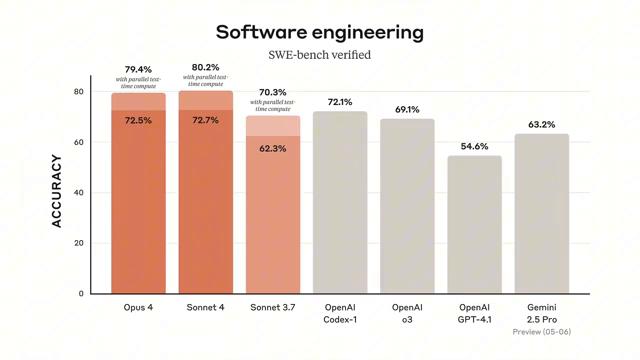 Software engineering
SWE-bench verified
79.4%
with parallel test-
time compute
80.2%
with parallel test-
time compute
70.3%
with parallel test-
time compute
72.5%
72.7%
62.3%
72.1%
69.1%
54.6%
63.2%
ACCURACY
80
60
40
20
0
Opus 4
Sonnet 4
Sonnet 3.7
OpenAI
Codex-1
OpenAI
o3
OpenAI
GPT-4.1
Gemini
2.5 Pro
Preview (05-06)